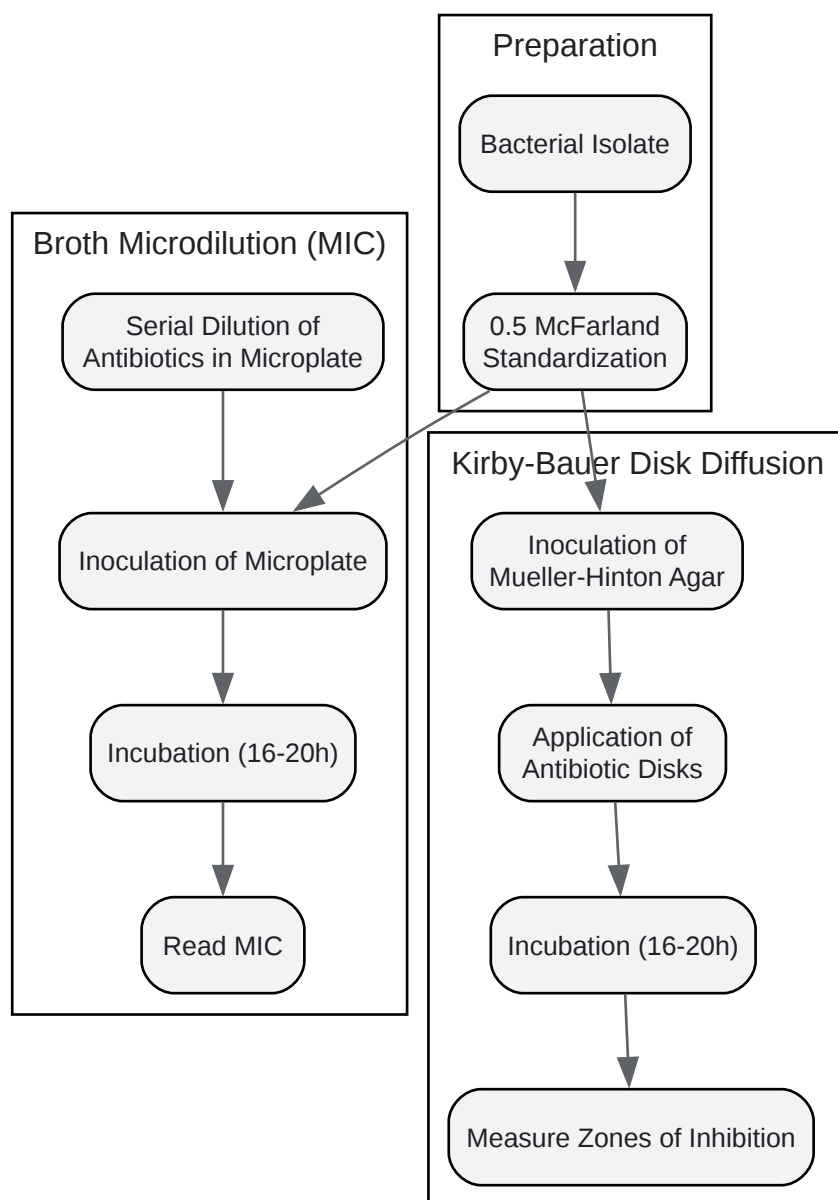 Preparation
Bacterial Isolate
0.5 McFarland
Standardization
Broth Microdilution (MIC)
Serial Dilution of
Antibiotics in Microplate
Inoculation of Microplate
Incubation (16-20h)
Read MIC
Kirby-Bauer Disk Diffusion
Inoculation of
Mueller-Hinton Agar
Application of
Antibiotic Disks
Incubation (16-20h)
Measure Zones of Inhibition